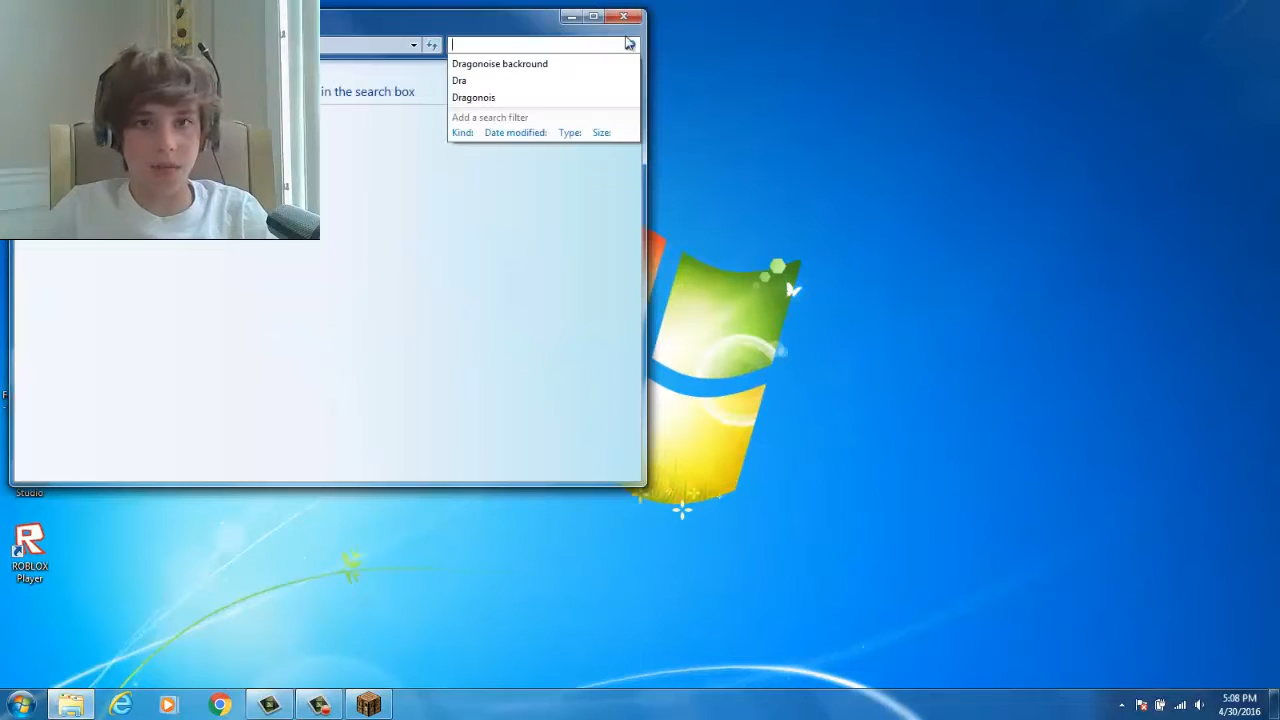 in the search box
Dragonoise backround
Dra
Dragonois
Add a search filter
Kind: Date modified: Type: Size:
Studio
ROBLOX
Player
5:08 PM
4/30/2016